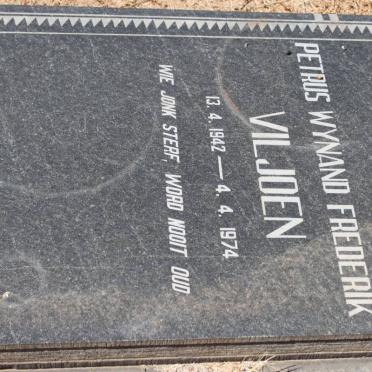 PETRUS WYNAND FREDERIK
VILJOEN
13. 4. 1942 — 4. 4. 1974
WIE JONK STERF, WORD NOOIT OUD